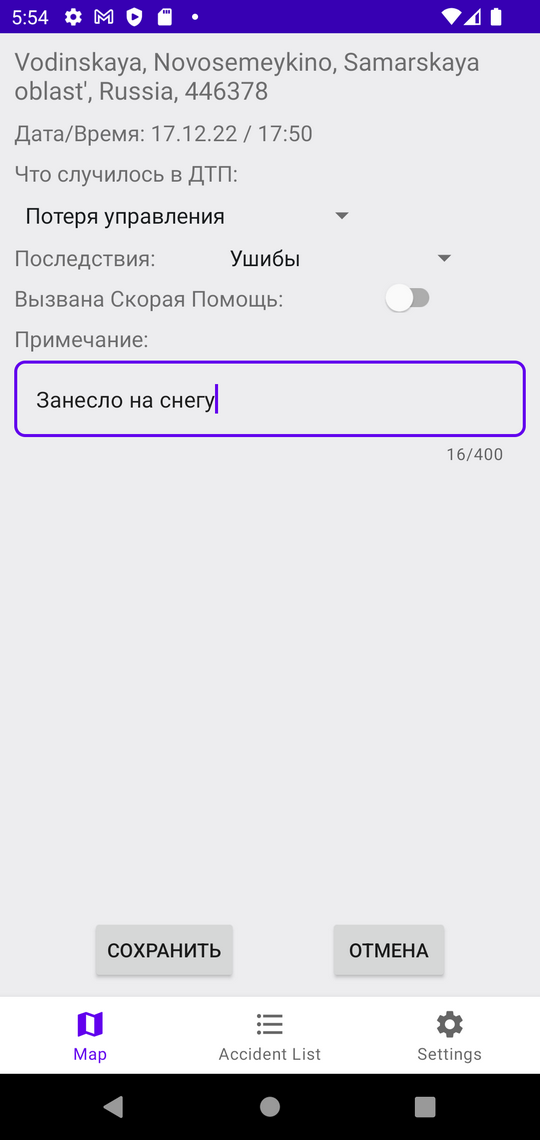 5:54
Vodinskaya, Novosemeykino, Samarskaya
oblast', Russia, 446378
Дата/Время: 17.12.22 / 17:50
Что случилось в ДТП:
Потеря управления
Последствия: Ушибы
Вызвана Скорая Помощь:
Примечание:
Занесло на снегу
16/400
СОХРАНИТЬ ОТМЕНА
Map Accident List Settings